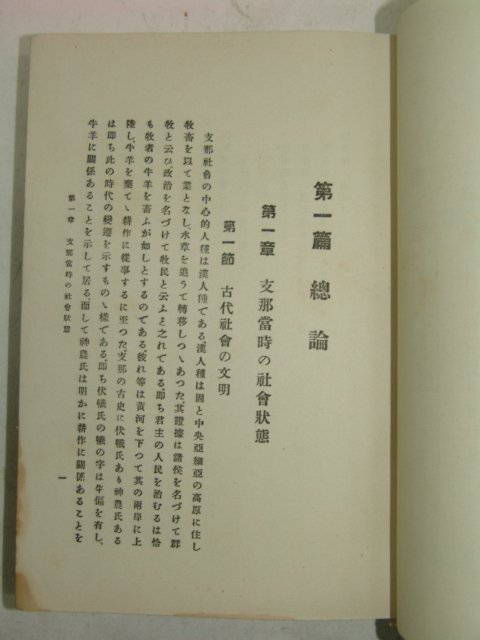 第一篇 總論
第一章 支那當時の社會狀態
第一節 古代社會の文明
支那社會の中心的人種は漢人種である、漢人種は固と中央亞細亞の高原に住し
牧畜を以て業となし、水草を追うて轉移しつゝあつた、其證據は諸侯を名づけて群
牧と云ひ、政治を名づけて牧民と云ふと之れである、即ち君主の人民を治むるは恰
も牧者の牛羊を畜ふが如しとするのである、彼れ等は黃河を下つて其の兩岸に上
陸し、牛羊を棄てゝ耕作に從事するに至つた、支那の古史に伏犧氏あり神農氏ある
は即ち此の時代の變遷を示すものゝ樣である、即ち伏犧氏の犧の字は牛偏を有し、
牛羊に關係あることを示して居る、而して神農氏は明かに耕作に關係あることを
第一章 支那當時の社會狀態
一